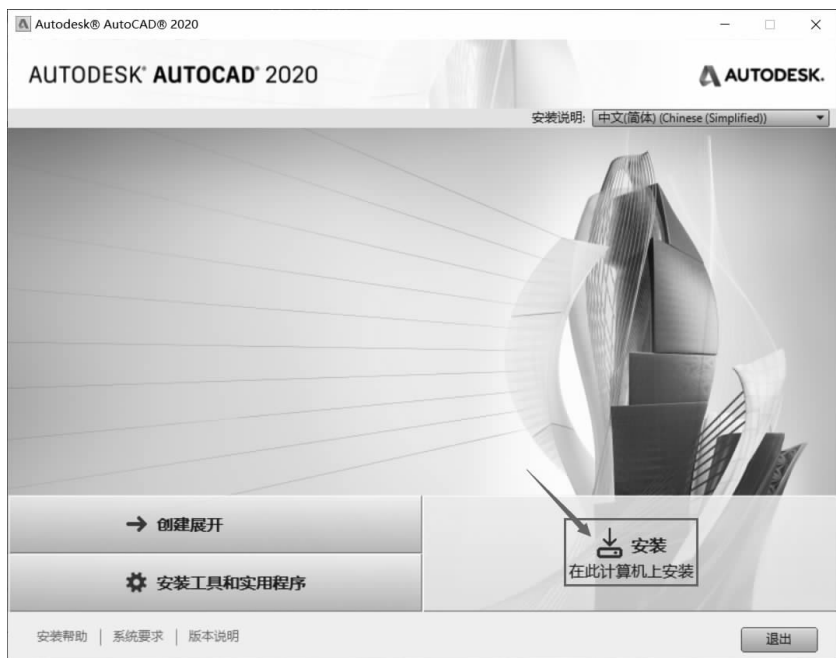 Autodesk® AutoCAD® 2020
AUTODESK® AUTOCAD® 2020
AUTODESK.
安装说明: 中文(简体) (Chinese (Simplified))
创建展开
安装
在此计算机上安装
安装工具和实用程序
安装帮助 | 系统要求 | 版本说明
退出